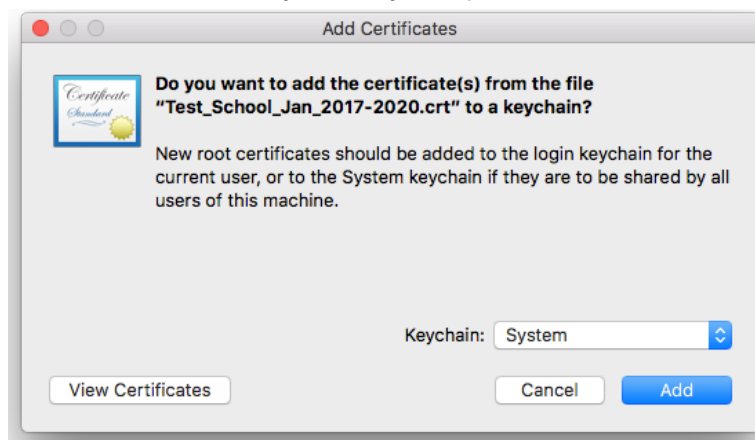 Add Certificates
Certificate
Standard
Do you want to add the certificate(s) from the file
“Test_School_Jan_2017-2020.crt” to a keychain?
New root certificates should be added to the login keychain for the
current user, or to the System keychain if they are to be shared by all
users of this machine.
Keychain: System
View Certificates Cancel Add